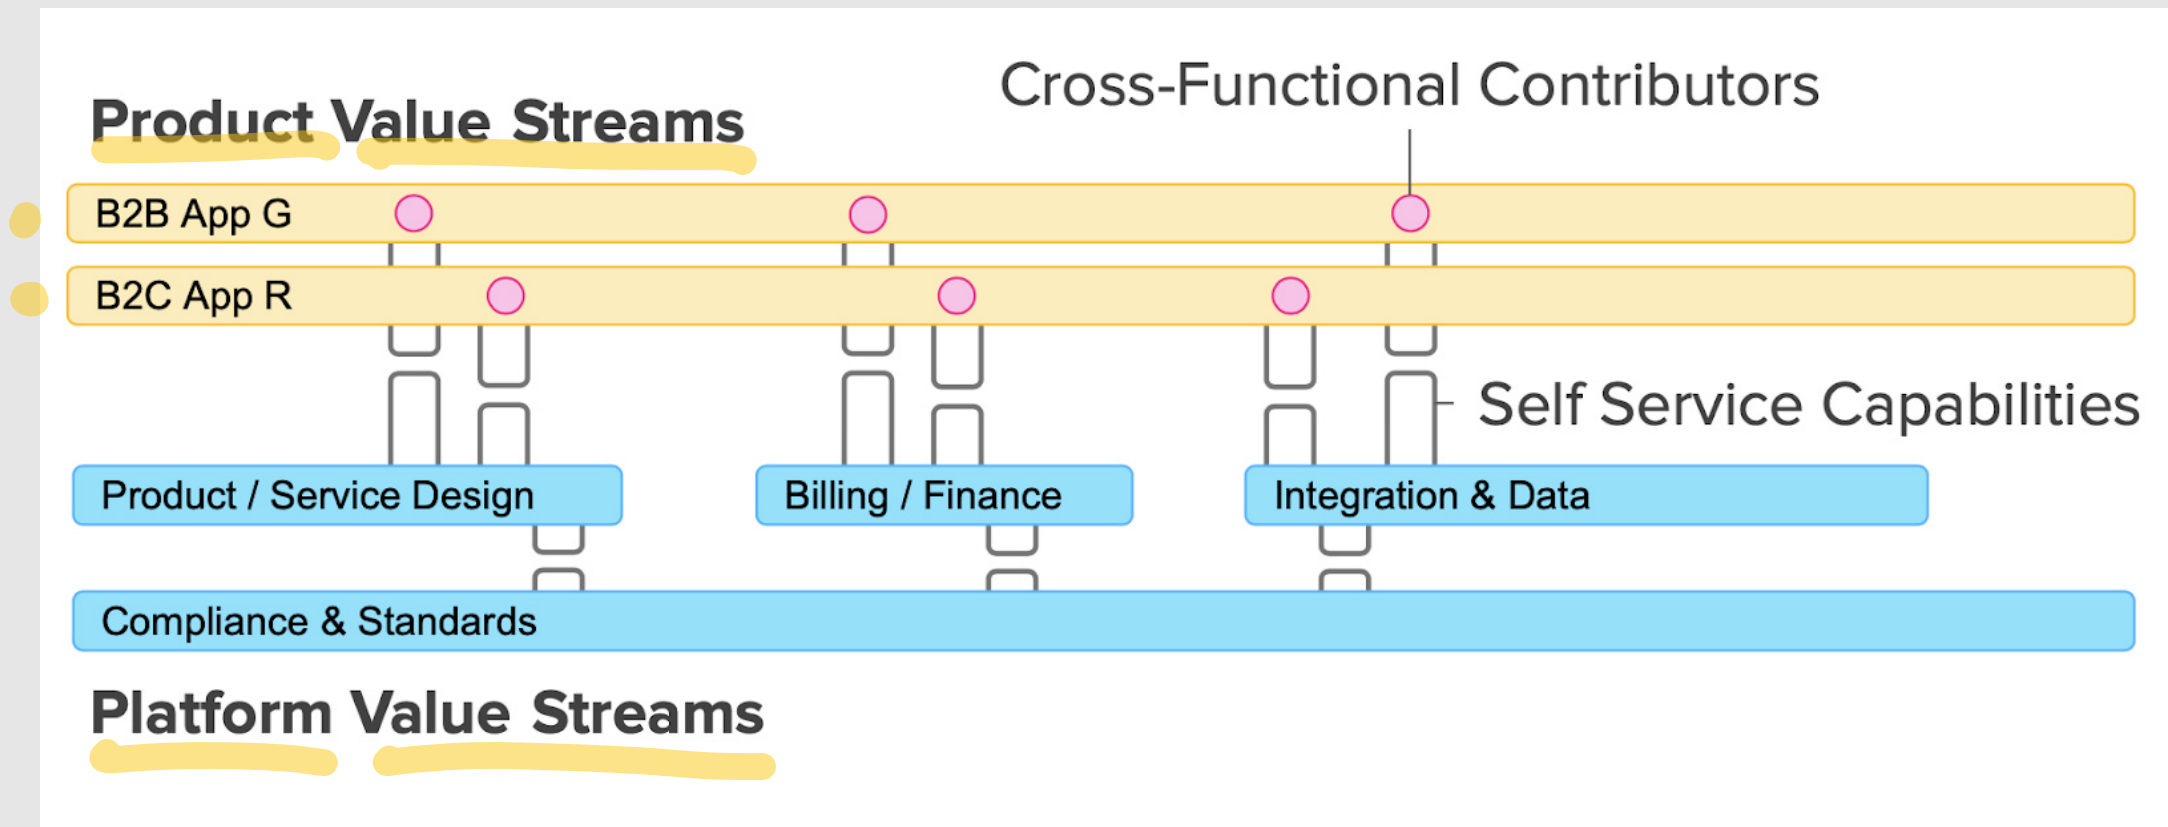 Cross-Functional Contributors
Product Value Streams
B2B App G
B2C App R
Self Service Capabilities
Product / Service Design
Billing / Finance
Integration & Data
Compliance & Standards
Platform Value Streams